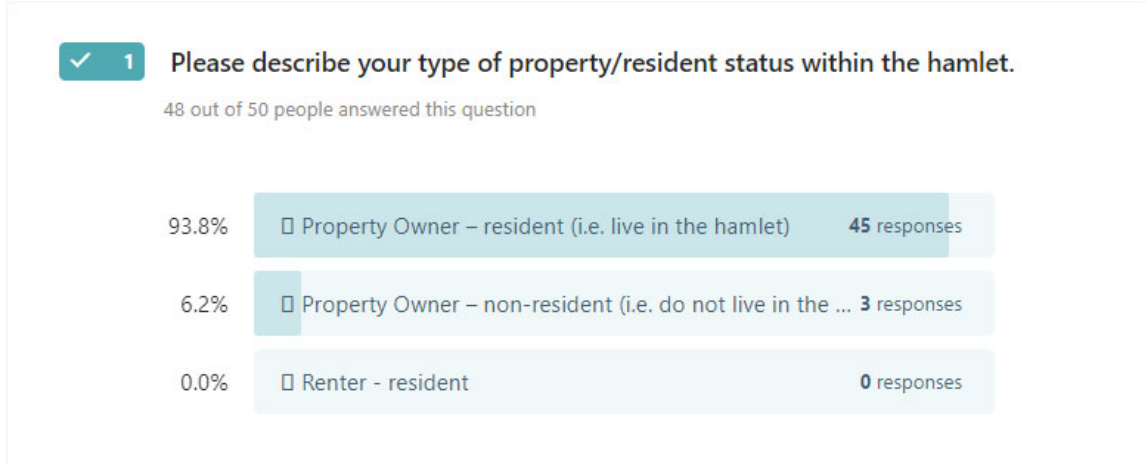 1 Please describe your type of property/resident status within the hamlet.
48 out of 50 people answered this question
93.8% Property Owner – resident (i.e. live in the hamlet) 45 responses
6.2% Property Owner – non-resident (i.e. do not live in the ... 3 responses
0.0% Renter - resident 0 responses